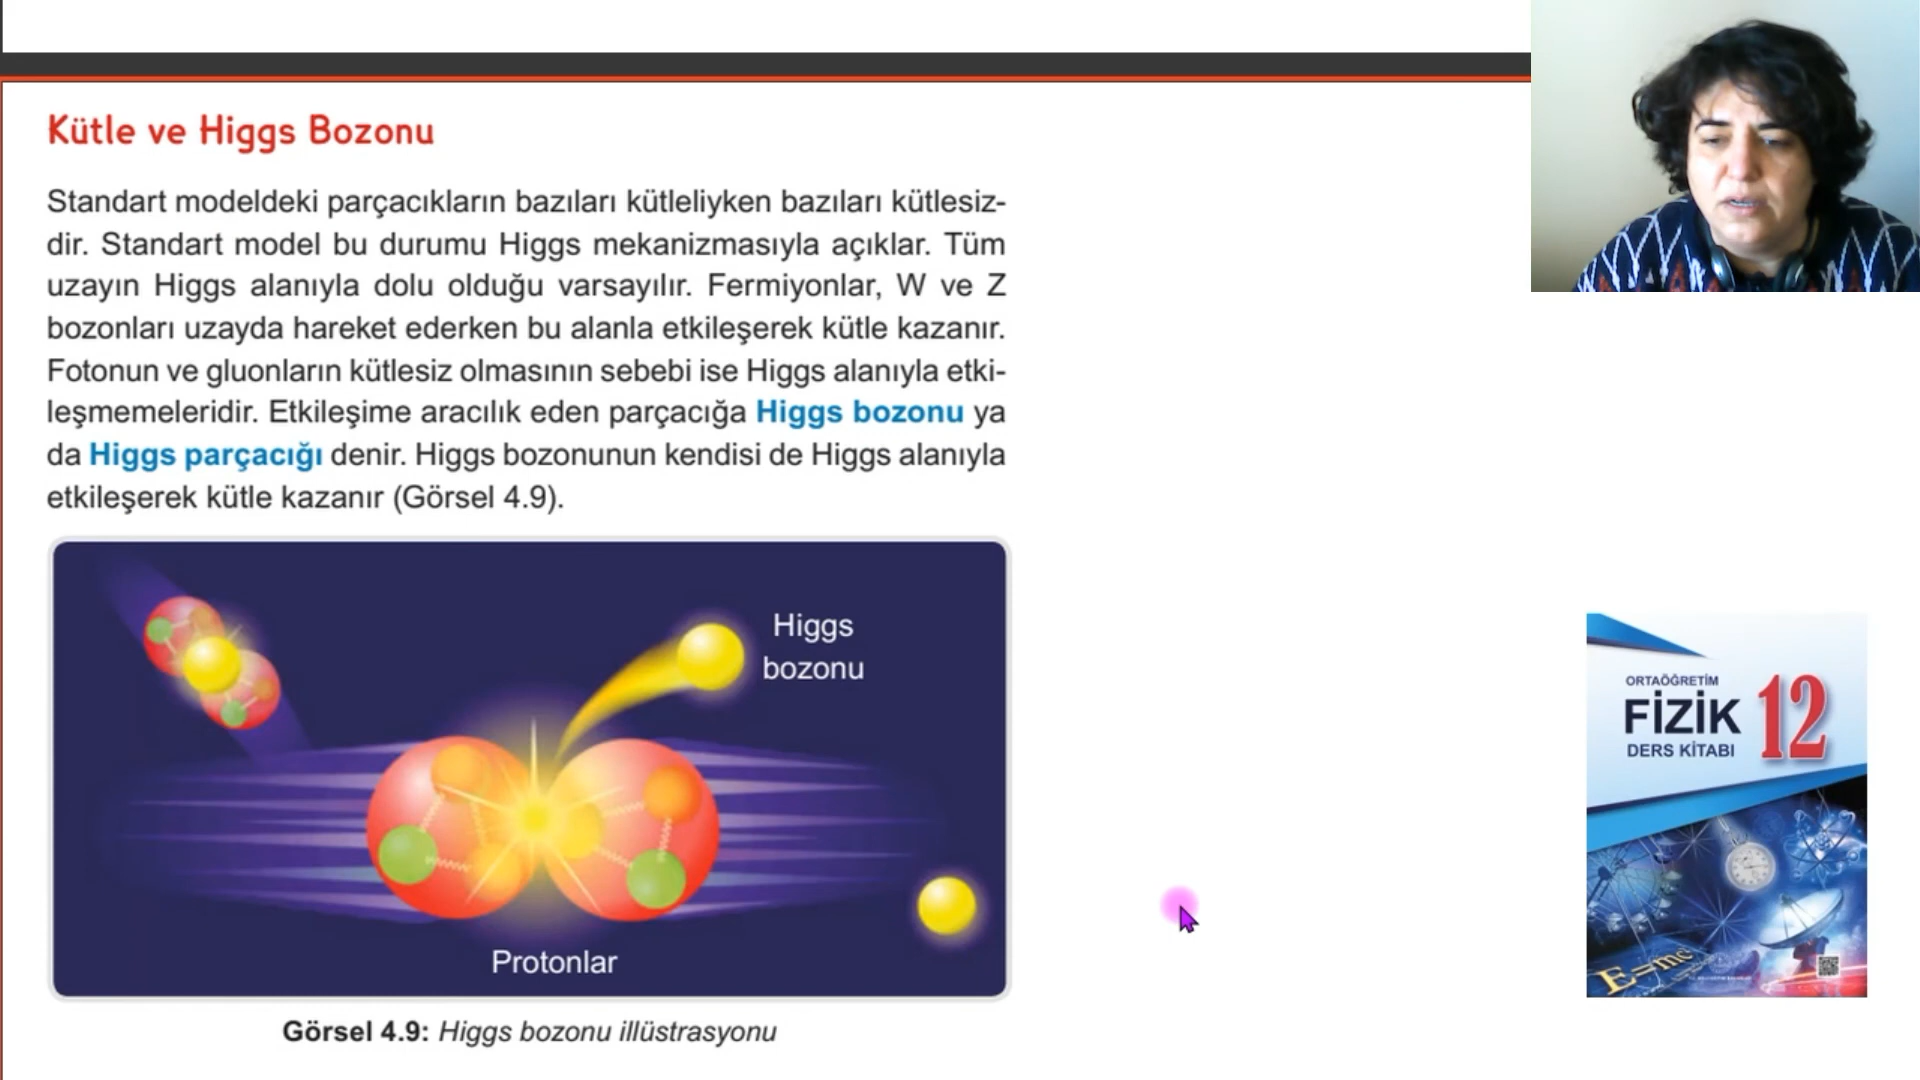 Kütle ve Higgs Bozonu
Standart modeldeki parçacıkların bazıları kütleliyken bazıları kütlesiz-
dir. Standart model bu durumu Higgs mekanizmasıyla açıklar. Tüm
uzayın Higgs alanıyla dolu olduğu varsayılır. Fermiyonlar, W ve Z
bozonları uzayda hareket ederken bu alanla etkileşerek kütle kazanır.
Fotonun ve gluonların kütlesiz olmasının sebebi ise Higgs alanıyla etki-
leşmemeleridir. Etkileşime aracılık eden parçacığa Higgs bozonu ya
da Higgs parçacığı denir. Higgs bozonunun kendisi de Higgs alanıyla
etkileşerek kütle kazanır (Görsel 4.9).
Higgs
bozonu
Protonlar
Görsel 4.9: Higgs bozonu illüstrasyonu
ORTAÖĞRETİM
FİZİK 12
DERS KİTABI
E=mc